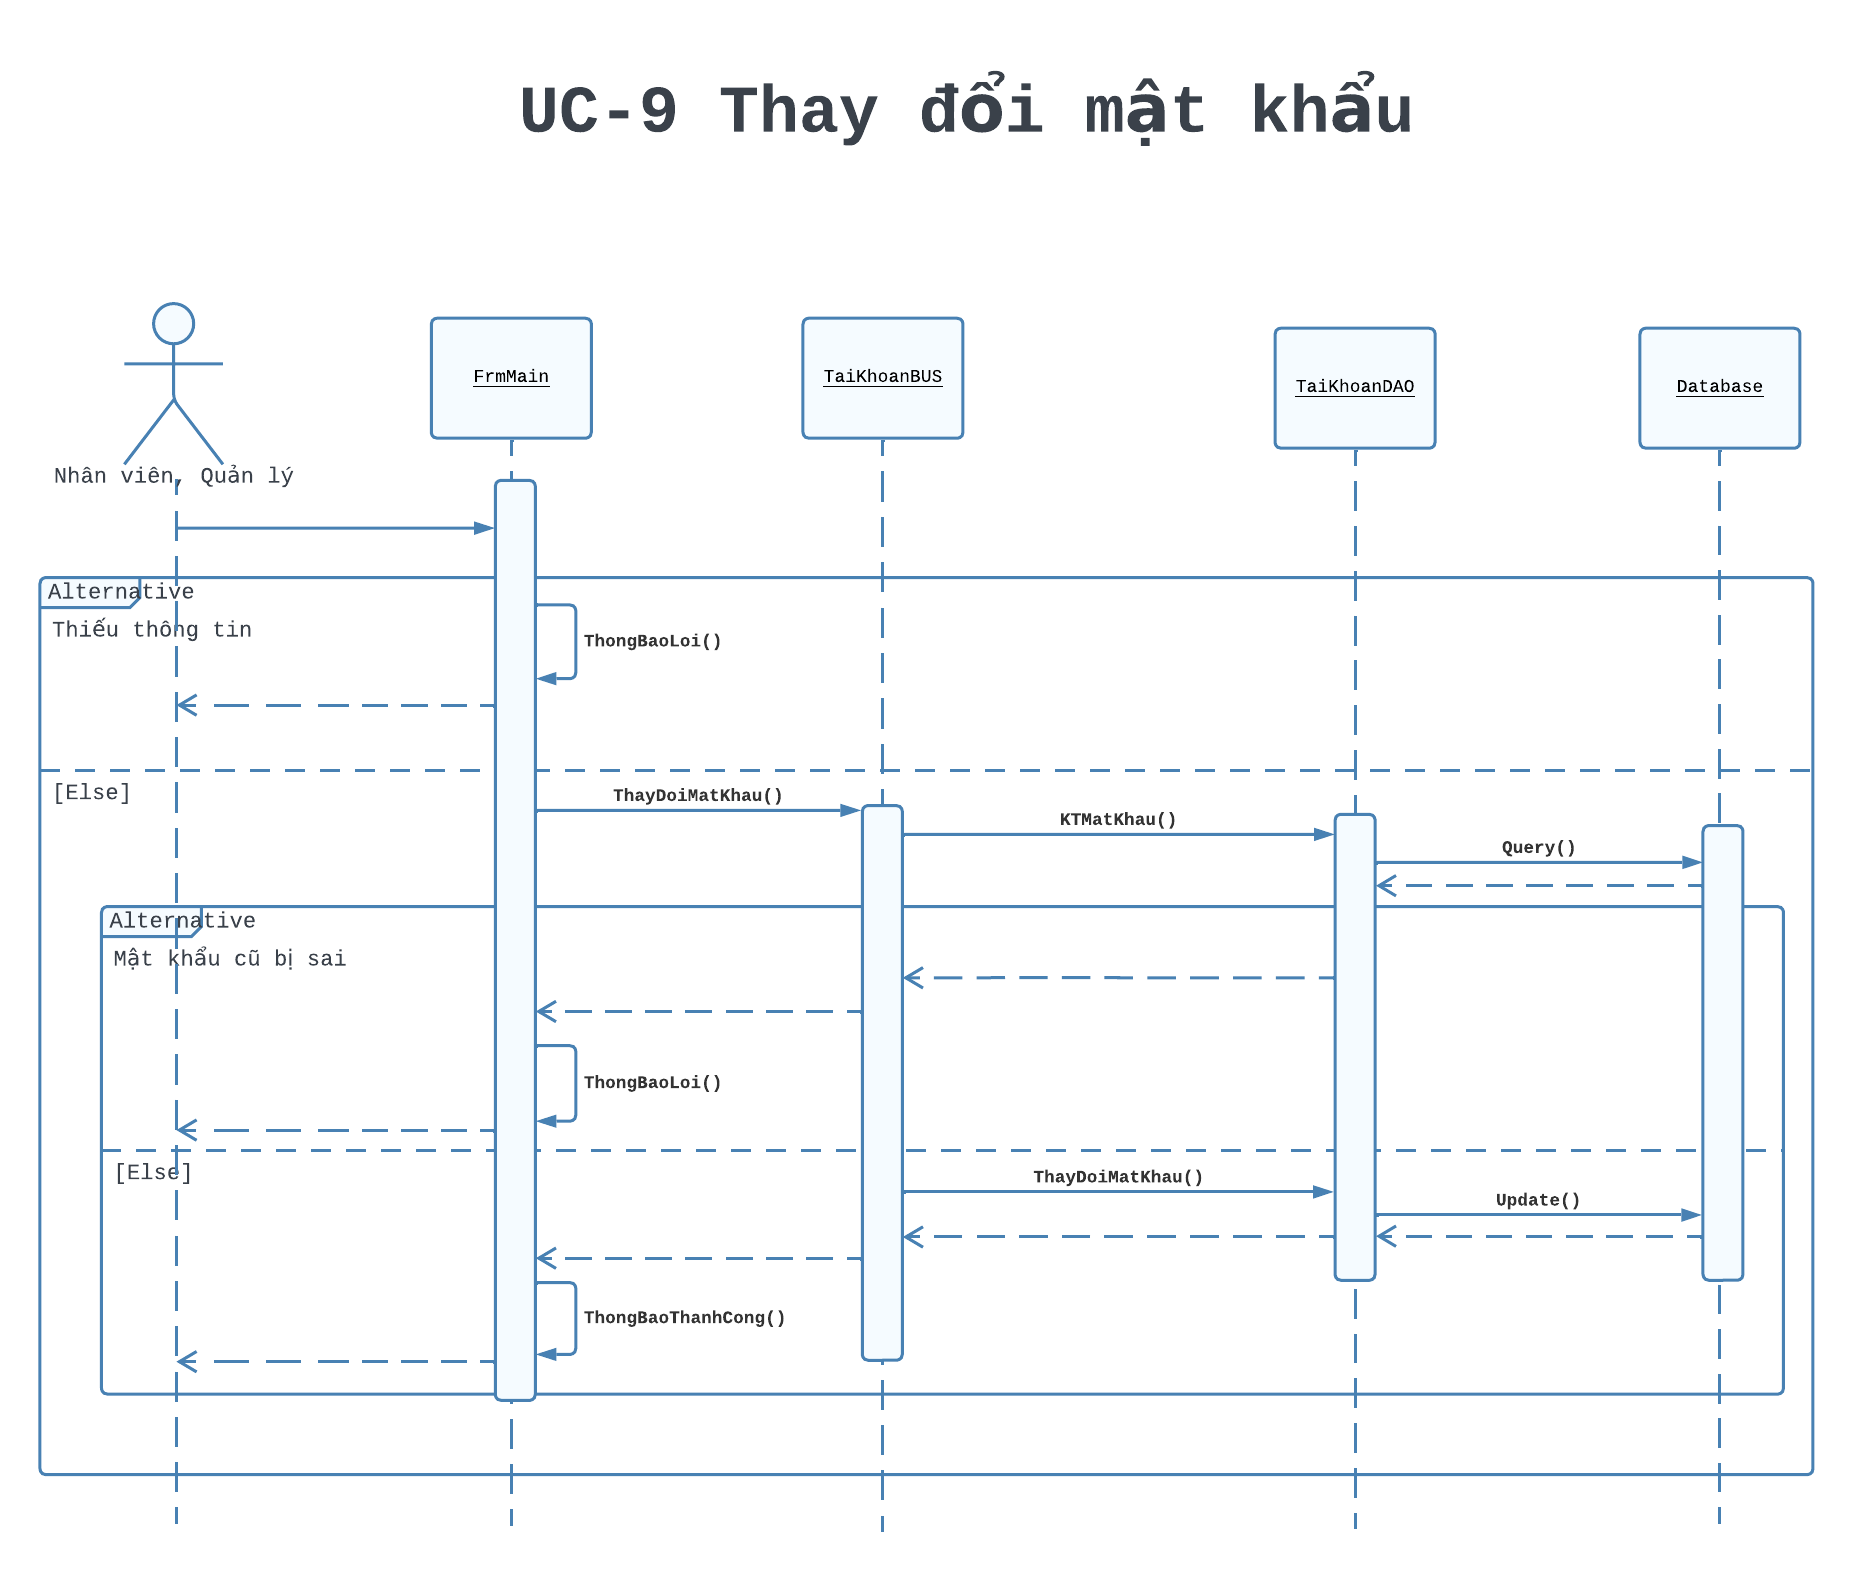 UC-9 Thay đổi mật khẩu
FrmMain
TaiKhoanBUS
TaiKhoanDAO
Database
Nhân viên, Quản lý
Alternative
Thiếu thông tin
ThongBaoLoi()
[Else]
ThayDoiMatKhau()
KTMatKhau()
Query()
Alternative
Mật khẩu cũ bị sai
ThongBaoLoi()
[Else]
ThayDoiMatKhau()
Update()
ThongBaoThanhCong()